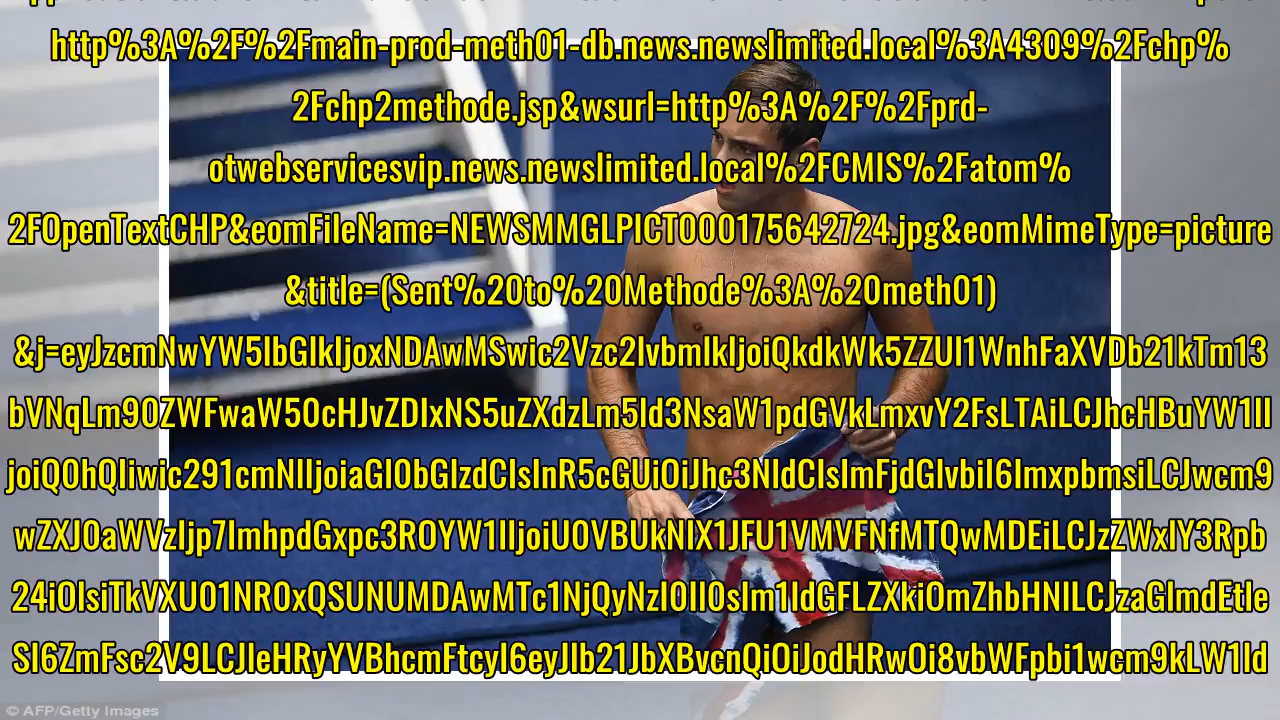 http%3A%2F%2Fmain-prod-meth01-db.news.newslimited.local%3A4309%2Fchp%
2Fchp2methode.jsp&wsurl=http%3A%2F%2Fprd-
otwebservicesvip.news.newslimited.local%2FCMIS%2Fatom%
2FOpenTextCHP&eomFileName=NEWSMMGLPICT000175642724.jpg&eomMimeType=picture
&title=(Sent%20to%20Methode%3A%20meth01)
&j=eyJzcmNwYW5lbGlkIjoxNDAwMSwic2Vzc2lvbmlkIjoiQkdkWk5ZZUI1WnhFaXVDb21kTm13
bVNqLm90ZWFwaW50cHJvZDIxNS5uZXdzLm5ld3NsaW1pdGVkLmxvY2FsLTAiLCJhcHBuYW1lI
joiQ0hQIiwic291cmNlIjoiaGl0bGlzdCIsInR5cGUiOiJhc3NldCIsImFjdGlvbiI6ImxpbmsiLCJwcm9
wZXJ0aWVzIjp7ImhpdGxpc3ROYW1lIjoiU0VBUkNIX1JFU1VMVFNfMTQwMDEiLCJzZWxlY3Rpb
24iOlsiTkVXU01NR0xQSUNUMDAwMTc1NjQyNzI0Il0sIm1ldGFLZXkiOmZhbHNlLCJzaGlmdEtle
SI6ZmFsc2V9LCJleHRyYVBhcmFtcyI6eyJlb21JbXBvcnQiOiJodHRwOi8vbWFpbi1wcm9kLW1ld
© AFP/Getty Images